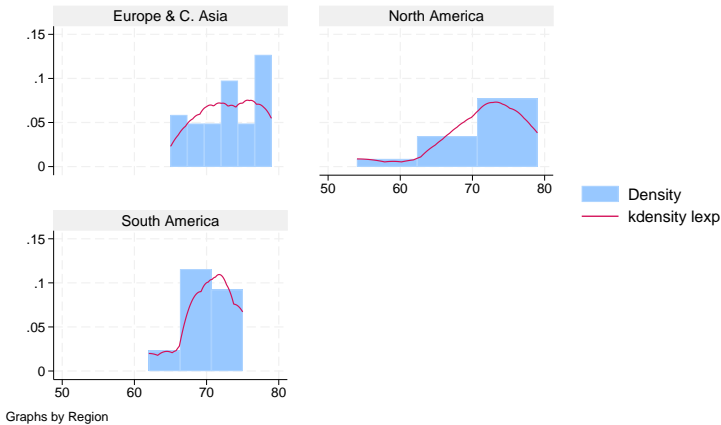 Europe & C. Asia
North America
.15
.1
.05
0
50 60 70 80
Density
kdensity lexp
South America
.15
.1
.05
0
50 60 70 80
Graphs by Region